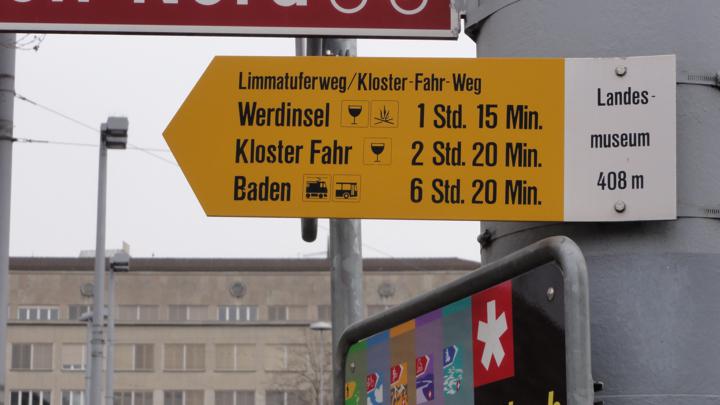 Limmatuferweg/Kloster-Fahr-Weg
Werdinsel 1 Std. 15 Min.
Kloster Fahr 2 Std. 20 Min.
Baden 6 Std. 20 Min.
Landes-
museum
408 m